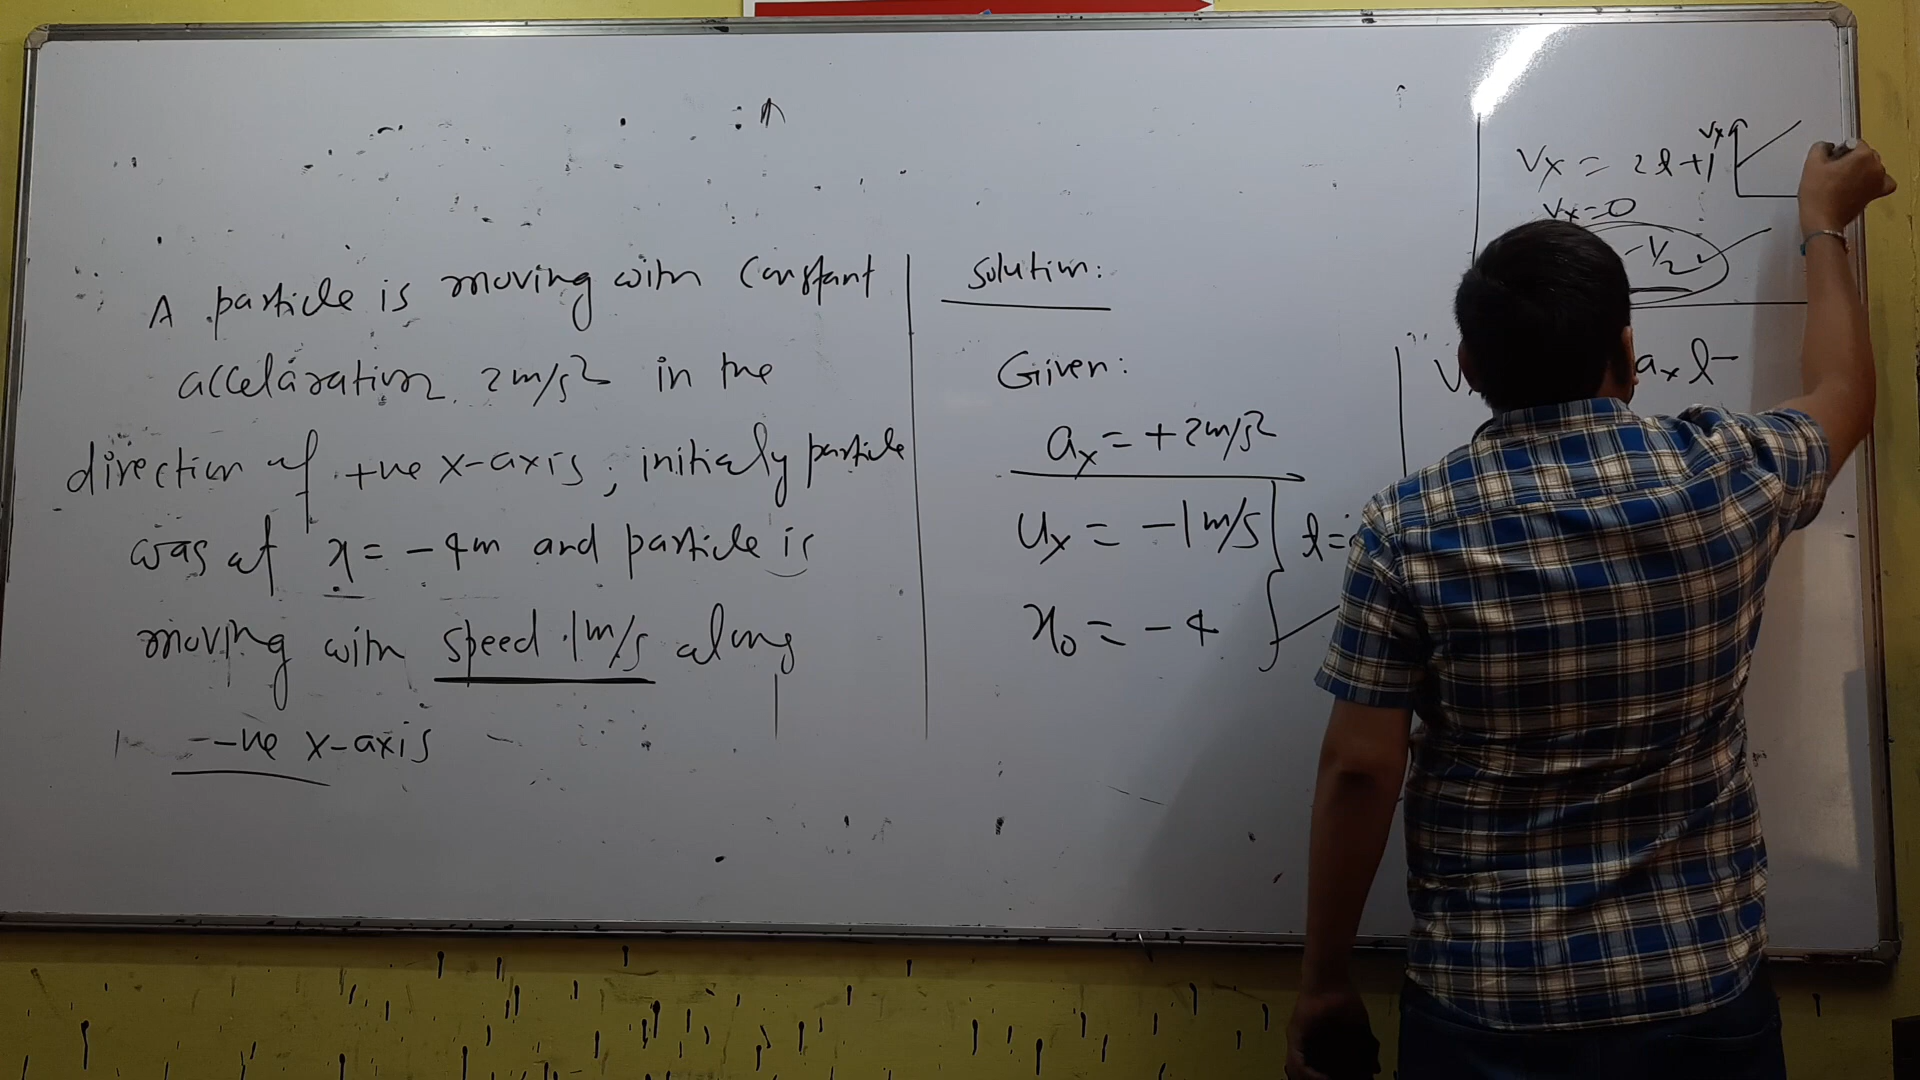 A particle is moving with constant
accelaration 2m/s²  in the
direction of +ve x-axis; initialy particle
was at x = -4m and particle is
moving with speed 1m/s along
-ve x-axis
Solution:
Given:
aₓ = +2m/s²
uₓ = -1m/s
x₀ = -4
t=
Vₓ = 2t+1
Vₓ
Vₓ=0
-1/2
V
aₓt